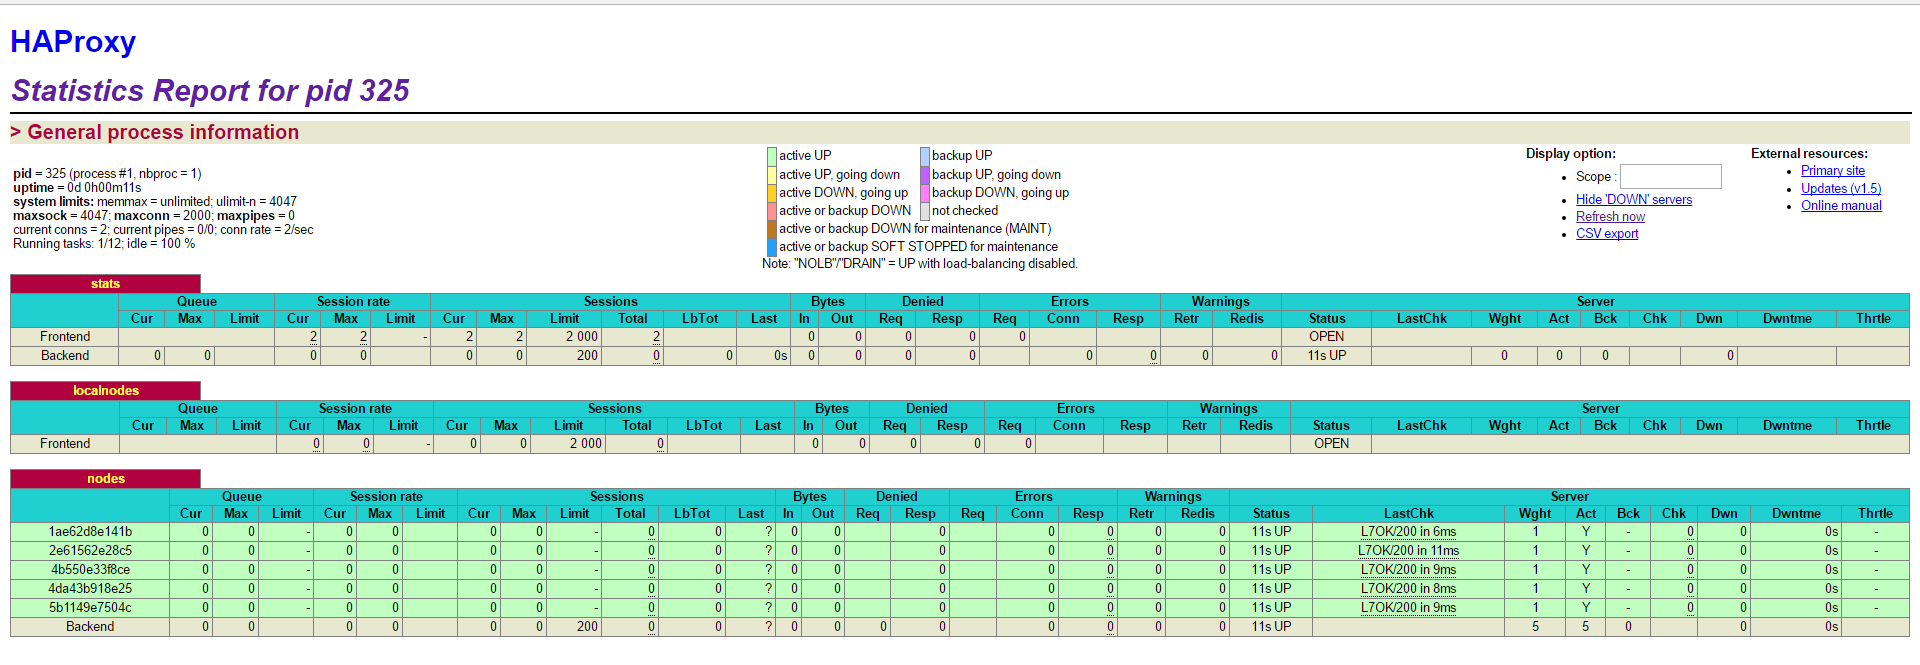 HAProxy
Statistics Report for pid 325
> General process information
pid = 325 (process #1, nbproc = 1)
uptime = 0d 0h00m11s
system limits: memmax = unlimited; ulimit-n = 4047
maxsock = 4047; maxconn = 2000; maxpipes = 0
current conns = 2; current pipes = 0/0; conn rate = 2/sec
Running tasks: 1/12; idle = 100 %
active UP backup UP
active UP, going down backup UP, going down
active DOWN, going up backup DOWN, going up
active or backup DOWN not checked
active or backup DOWN for maintenance (MAINT)
active or backup SOFT STOPPED for maintenance
Note: "NOLB"/"DRAIN" = UP with load-balancing disabled.
Display option:
• Scope :
• Hide 'DOWN' servers
• Refresh now
• CSV export
External resources:
• Primary site
• Updates (v1.5)
• Online manual
stats
Queue Session rate Sessions Bytes Denied Errors Warnings Server
Cur Max Limit Cur Max Limit Cur Max Limit Total LbTot Last In Out Req Resp Req Conn Resp Retr Redis Status LastChk Wght Act Bck Chk Dwn Dwntme Thrtle
Frontend 2 2 - 2 2 2 000 2 0 0 0 0 0 OPEN
Backend 0 0 0 0 0 0 200 0 0 0s 0 0 0 0 0 0 0 0 11s UP 0 0 0 0
localnodes
Queue Session rate Sessions Bytes Denied Errors Warnings Server
Cur Max Limit Cur Max Limit Cur Max Limit Total LbTot Last In Out Req Resp Req Conn Resp Retr Redis Status LastChk Wght Act Bck Chk Dwn Dwntme Thrtle
Frontend 0 0 - 0 0 2 000 0 0 0 0 0 0 OPEN
nodes
Queue Session rate Sessions Bytes Denied Errors Warnings Server
Cur Max Limit Cur Max Limit Cur Max Limit Total LbTot Last In Out Req Resp Req Conn Resp Retr Redis Status LastChk Wght Act Bck Chk Dwn Dwntme Thrtle
1ae62d8e141b 0 0 - 0 0 0 0 - 0 0 ? 0 0 0 0 0 0 0 11s UP L7OK/200 in 6ms 1 Y - 0 0 0s -
2e61562e28c5 0 0 - 0 0 0 0 - 0 0 ? 0 0 0 0 0 0 0 11s UP L7OK/200 in 11ms 1 Y - 0 0 0s -
4b550e33f8ce 0 0 - 0 0 0 0 - 0 0 ? 0 0 0 0 0 0 0 11s UP L7OK/200 in 9ms 1 Y - 0 0 0s -
4da43b918e25 0 0 - 0 0 0 0 - 0 0 ? 0 0 0 0 0 0 0 11s UP L7OK/200 in 8ms 1 Y - 0 0 0s -
5b1149e7504c 0 0 - 0 0 0 0 - 0 0 ? 0 0 0 0 0 0 0 11s UP L7OK/200 in 9ms 1 Y - 0 0 0s -
Backend 0 0 0 0 0 0 200 0 0 ? 0 0 0 0 0 0 0 0 11s UP 5 5 0 0 0s